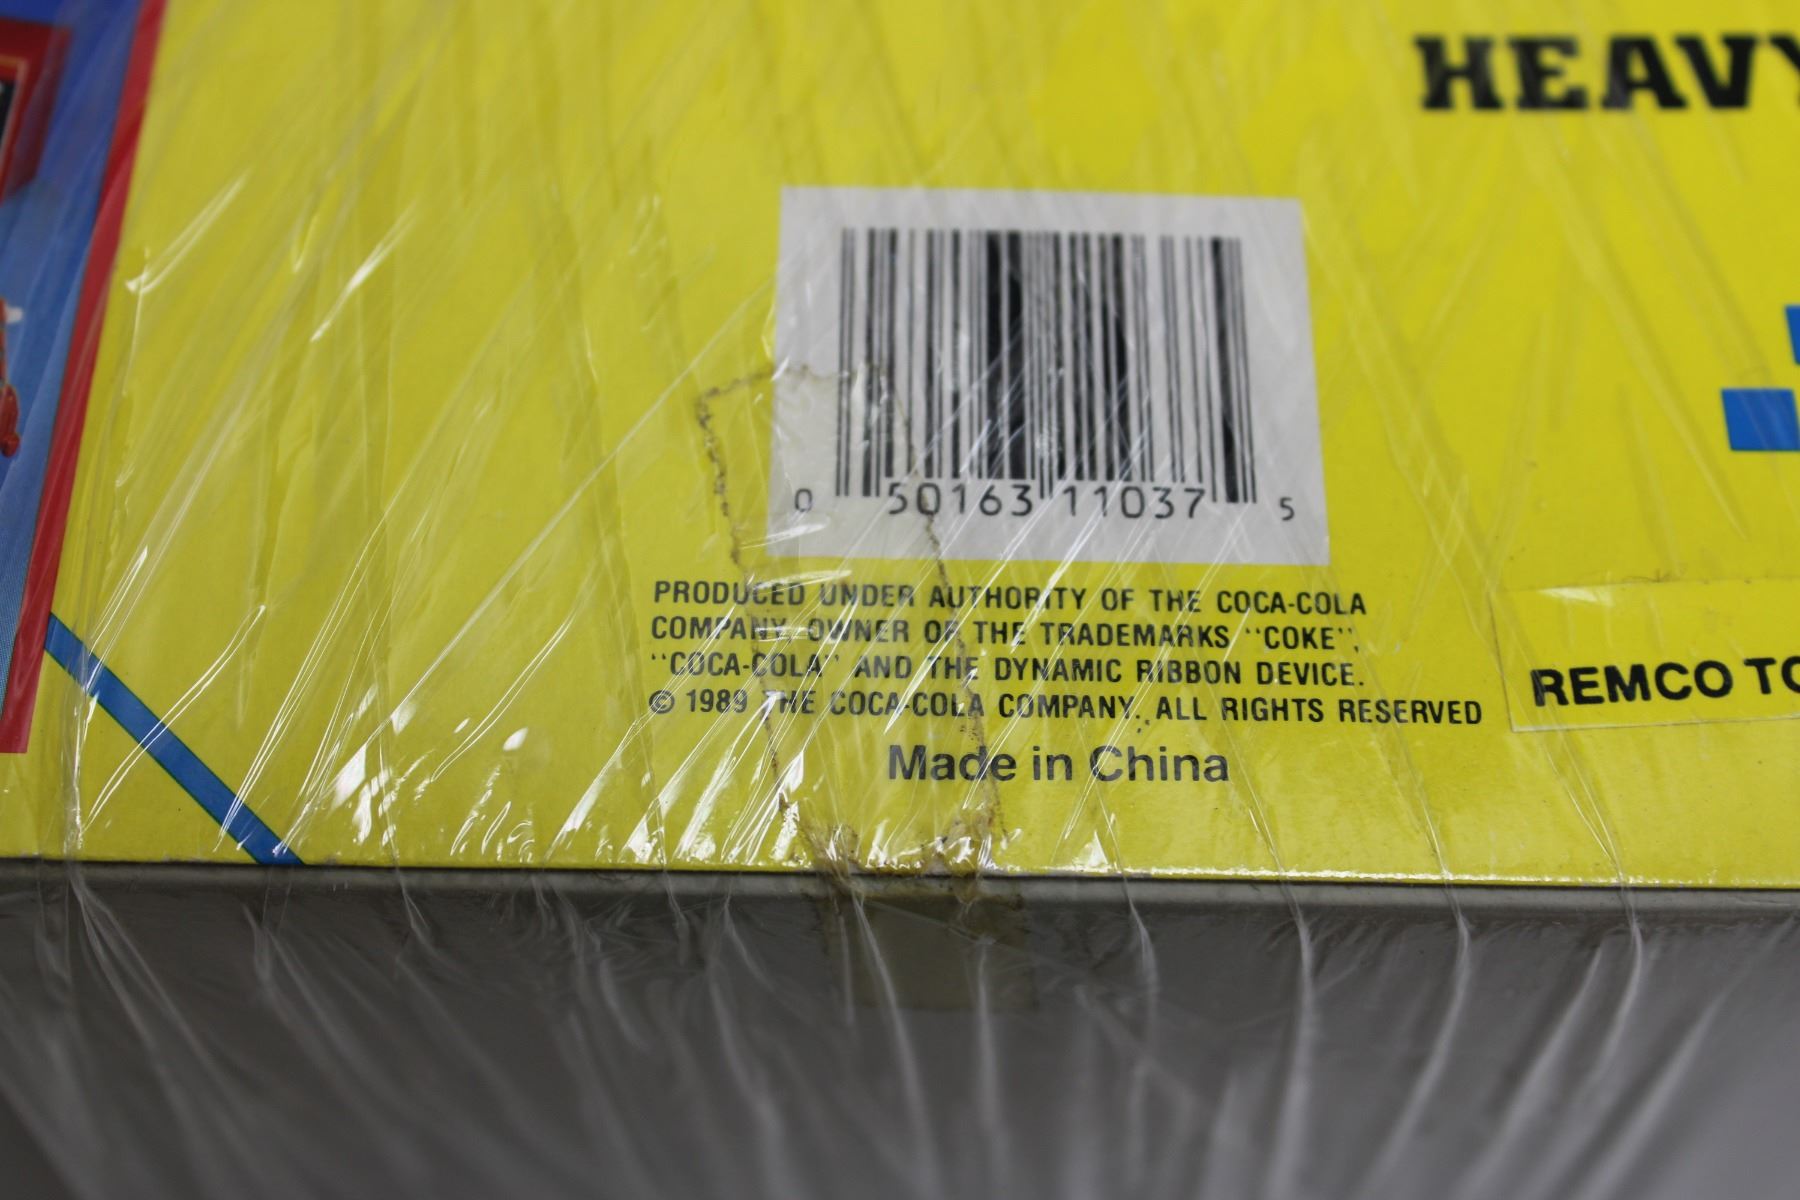 HEAVY
0 50163 11037 5
PRODUCED UNDER AUTHORITY OF THE COCA-COLA
COMPANY, OWNER OF THE TRADEMARKS "COKE",
"COCA-COLA" AND THE DYNAMIC RIBBON DEVICE.
© 1989 THE COCA-COLA COMPANY., ALL RIGHTS RESERVED
Made in China
REMCO TO